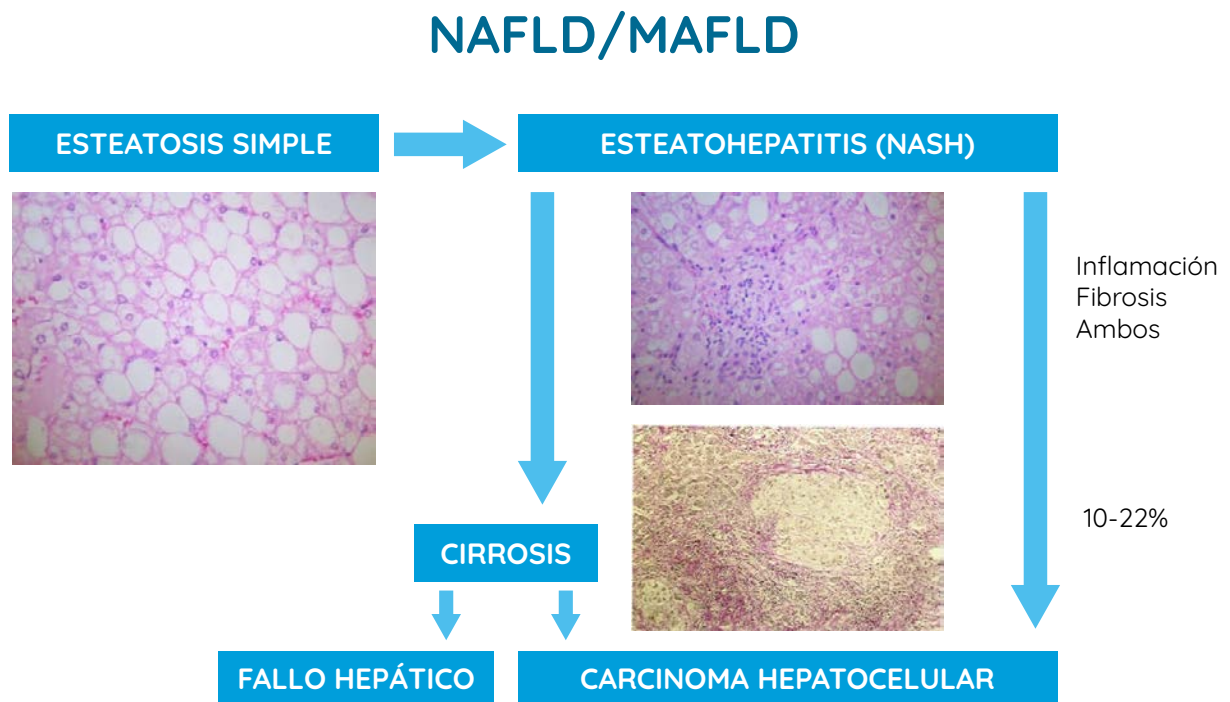 NAFLD/MAFLD
ESTEATOSIS SIMPLE
ESTEATOHEPATITIS (NASH)
Inflamación
Fibrosis
Ambos
10-22%
CIRROSIS
FALLO HEPÁTICO
CARCINOMA HEPATOCELULAR